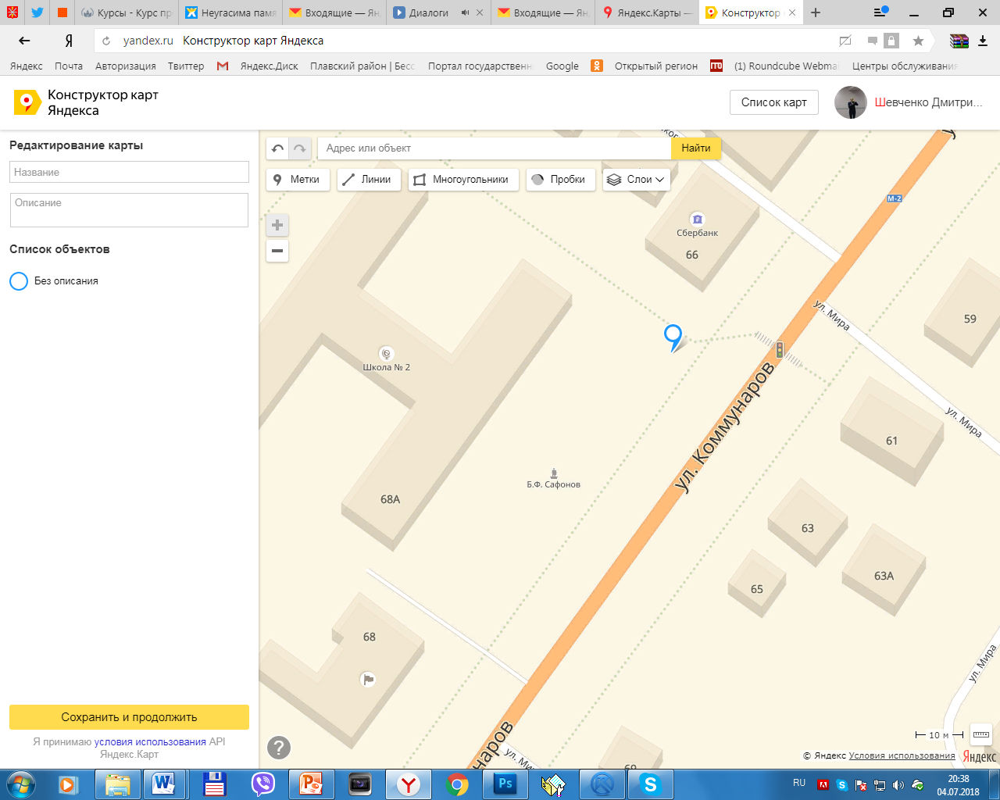 Курсы - Курс пр
Неугасима памя
Входящие — Ян
Диалоги
Входящие — Ян
Яндекс.Карты —
Конструктор
yandex.ru Конструктор карт Яндекса
Яндекс Почта Авторизация Твиттер Яндекс.Диск Плавский район | Бесс Портал государственн Google Открытый регион (1) Roundcube Webmai Центры обслуживания
Конструктор карт
Яндекса
Список карт
Шевченко Дмитри...
Редактирование карты
Название
Описание
Список объектов
Без описания
Сохранить и продолжить
Я принимаю условия использования API
Яндекс.Карт
Адрес или объект
Найти
Метки Линии Многоугольники Пробки Слои
М-2
Сбербанк
66
ул. Мира
59
Школа № 2
ул. Коммунаров
ул. Мира
61
Б.Ф. Сафонов
68А
63
63А
65
68
ул. Мира
наров
ул. Мира
69
10 м
© Яндекс Условия использования
Яндекс
RU
20:38
04.07.2018